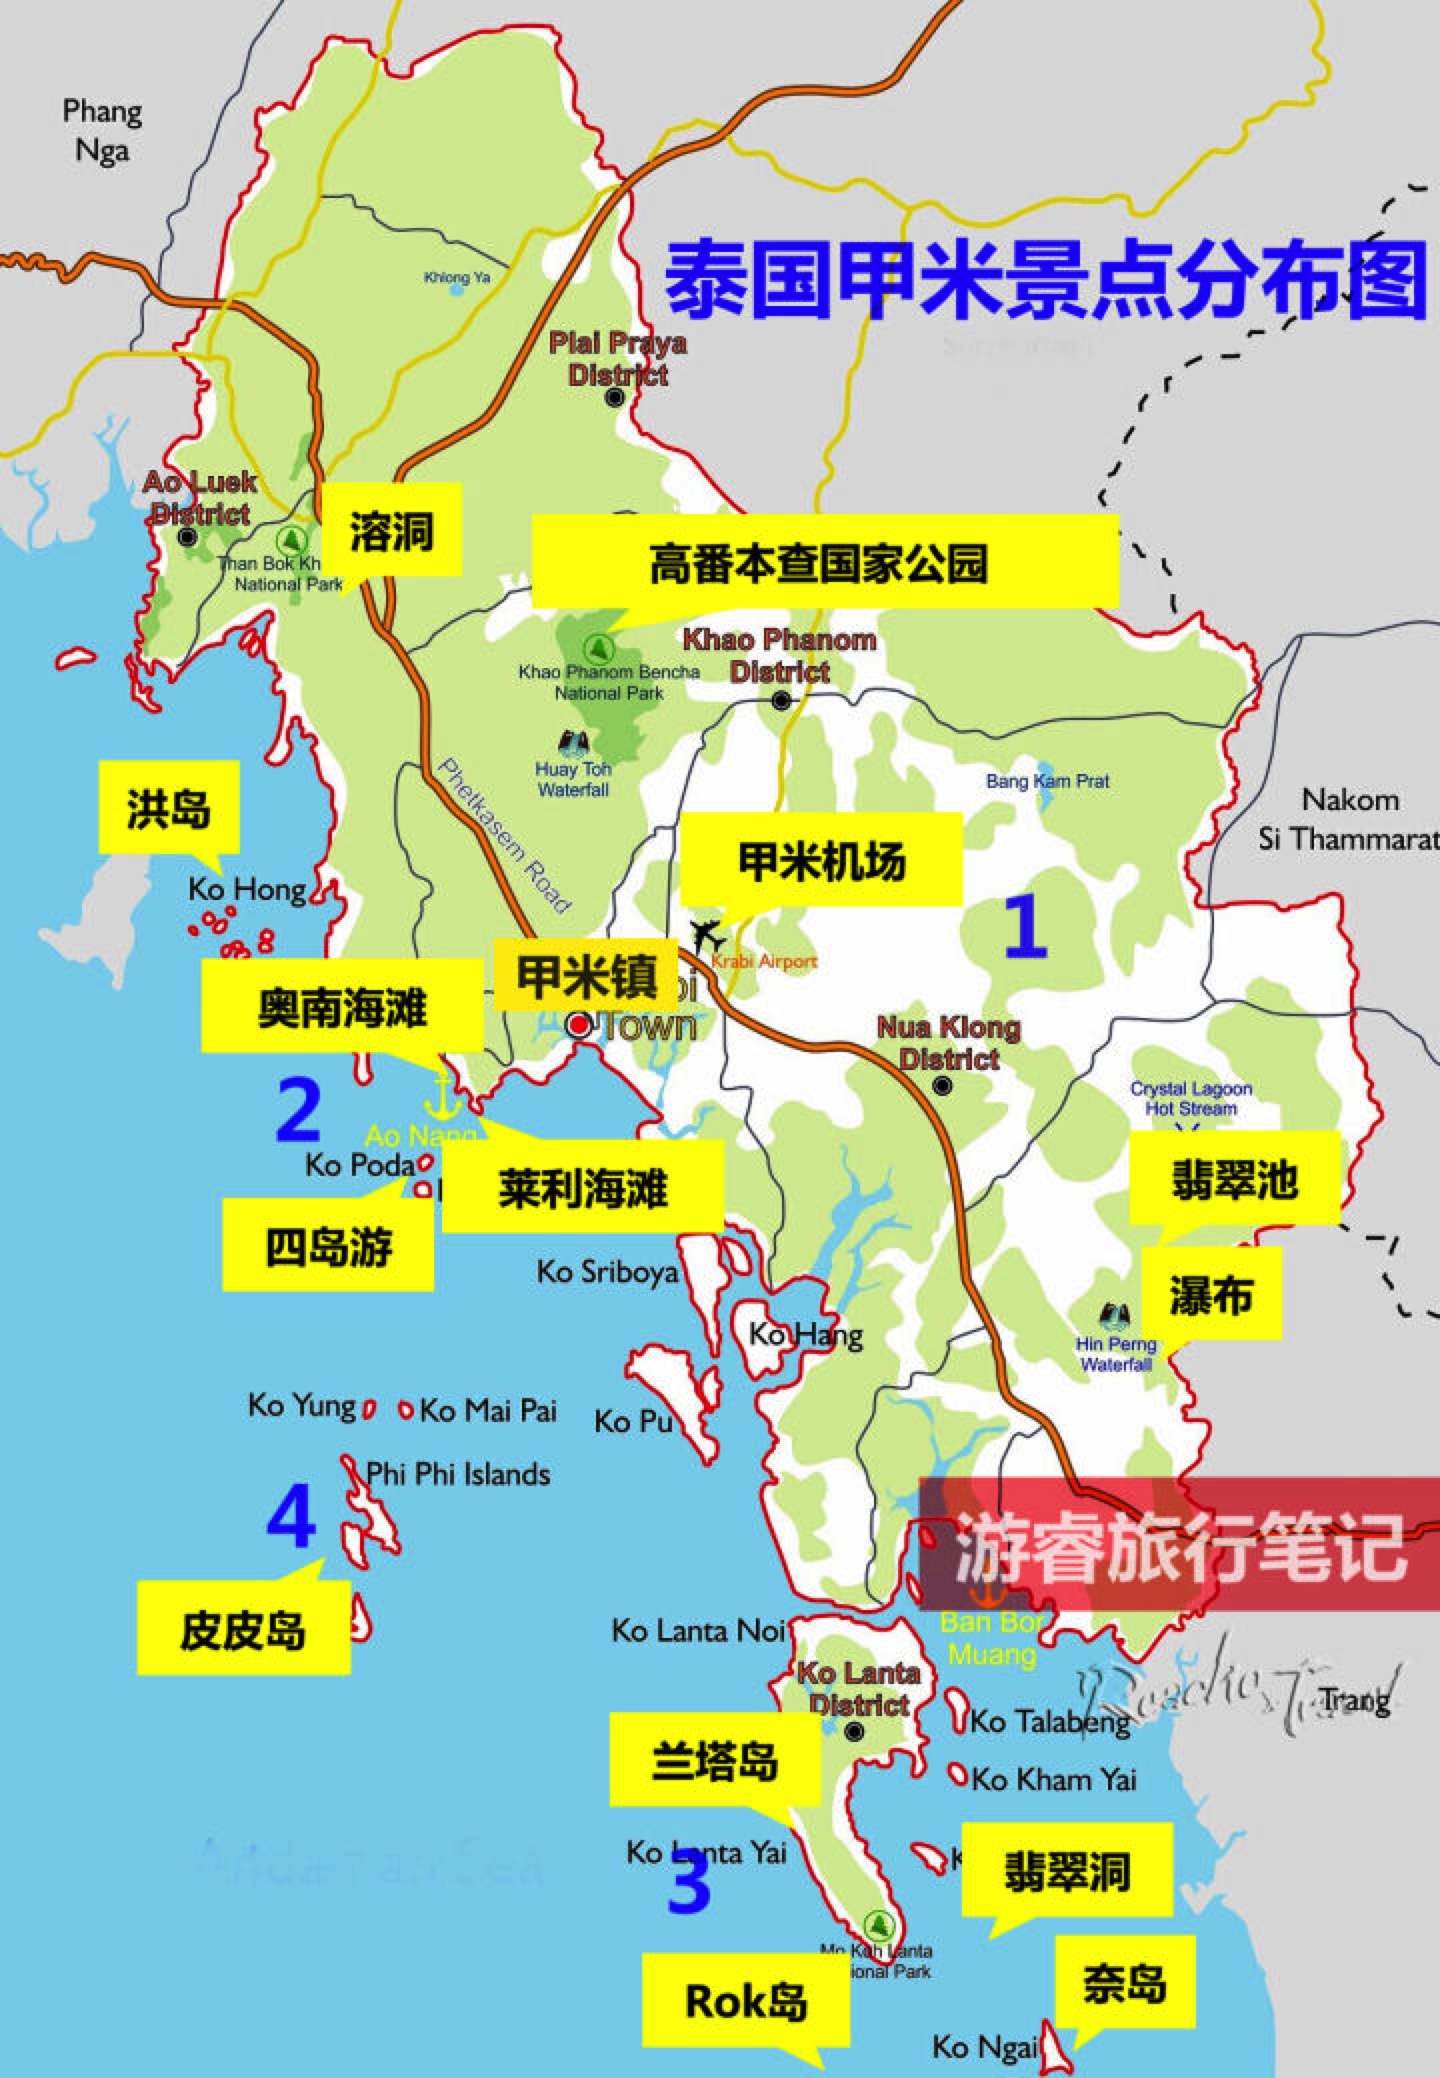 Phang
Nga
泰国甲米景点分布图
Khlong Ya
Plai Praya
District
Ao Luek
District
溶洞
高番本查国家公园
Than Bok Kh
National Park
Khao Phanom
District
Khao Phanom Bencha
National Park
Huay Toh
Waterfall
Bang Kam Prat
Phetkasem Road
Nakom
Si Thammarat
洪岛
甲米机场
Ko Hong
1
Krabi Airport
甲米镇
Town
奥南海滩
Nua Klong
District
2
Crystal Lagoon
Hot Stream
Ao Nang
Ko Poda
莱利海滩
翡翠池
四岛游
Ko Sriboya
瀑布
Ko Hang
Hin Perng
Waterfall
Ko Yung
Ko Mai Pai
Ko Pu
Phi Phi Islands
4
游睿旅行笔记
皮皮岛
Ko Lanta Noi
Ban Bor
Muang
Ko Lanta
District
Trang
Ko Talabeng
兰塔岛
Ko Kham Yai
Ko Lanta Yai
3
翡翠洞
Andaman Sea
Lanta
ional Park
Rok岛
奈岛
Ko Ngai